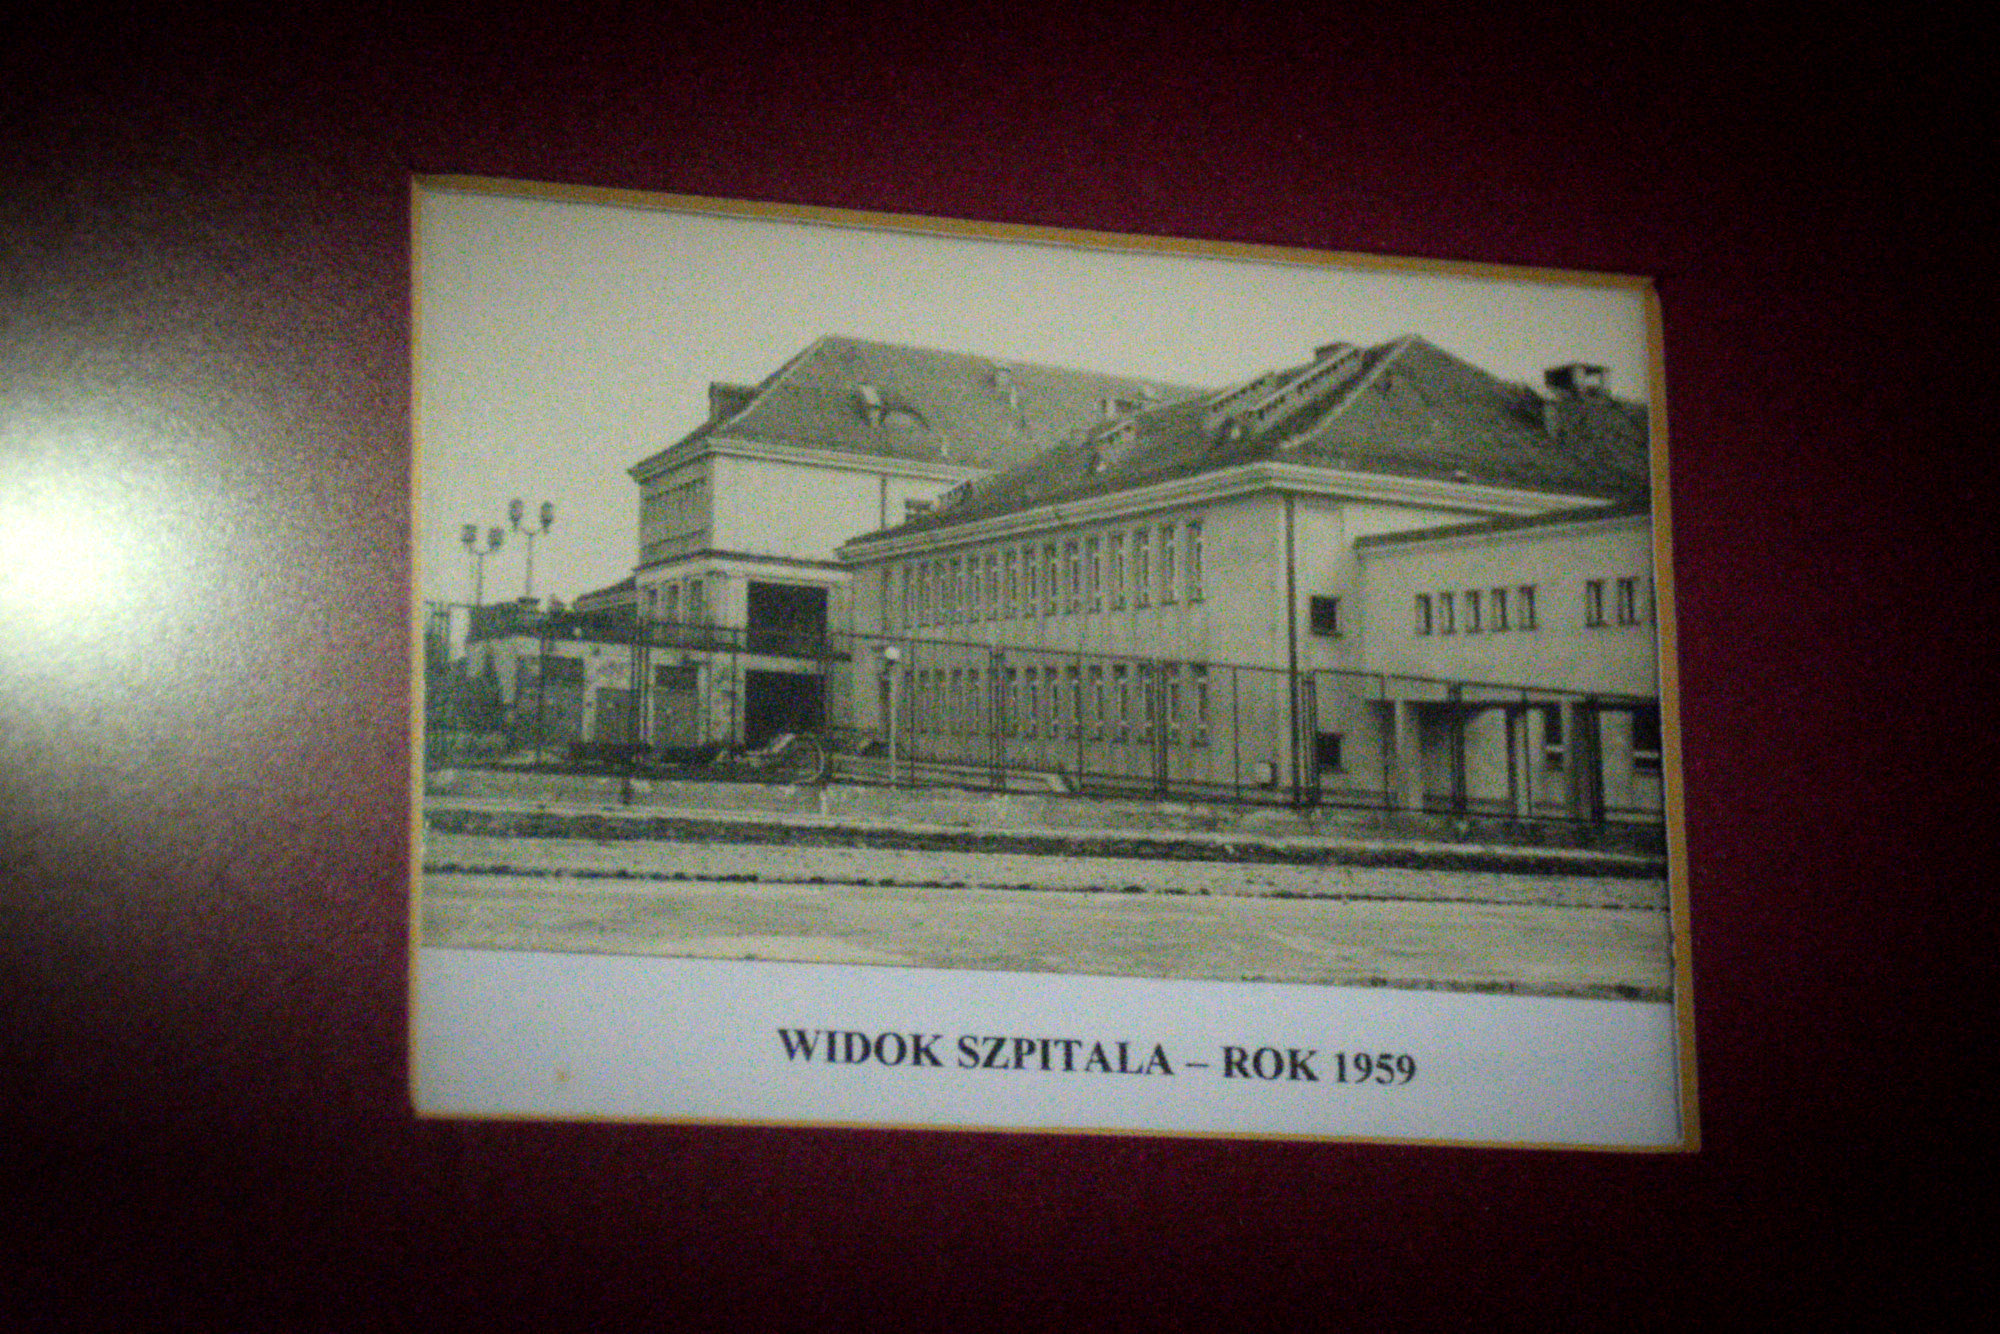 WIDOK SZPITALA – ROK 1959